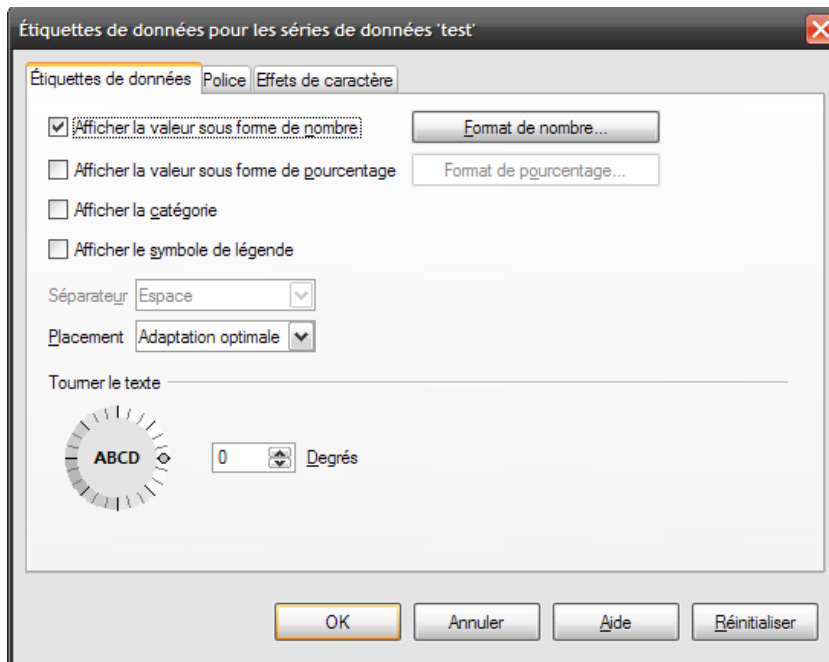 Étiquettes de données pour les séries de données 'test'
Étiquettes de données Police Effets de caractère
Afficher la valeur sous forme de nombre Format de nombre...
Afficher la valeur sous forme de pourcentage Format de pourcentage...
Afficher la catégorie
Afficher le symbole de légende
Séparateur Espace
Placement Adaptation optimale
Tourner le texte
ABCD 0 Degrés
OK Annuler Aide Réinitialiser